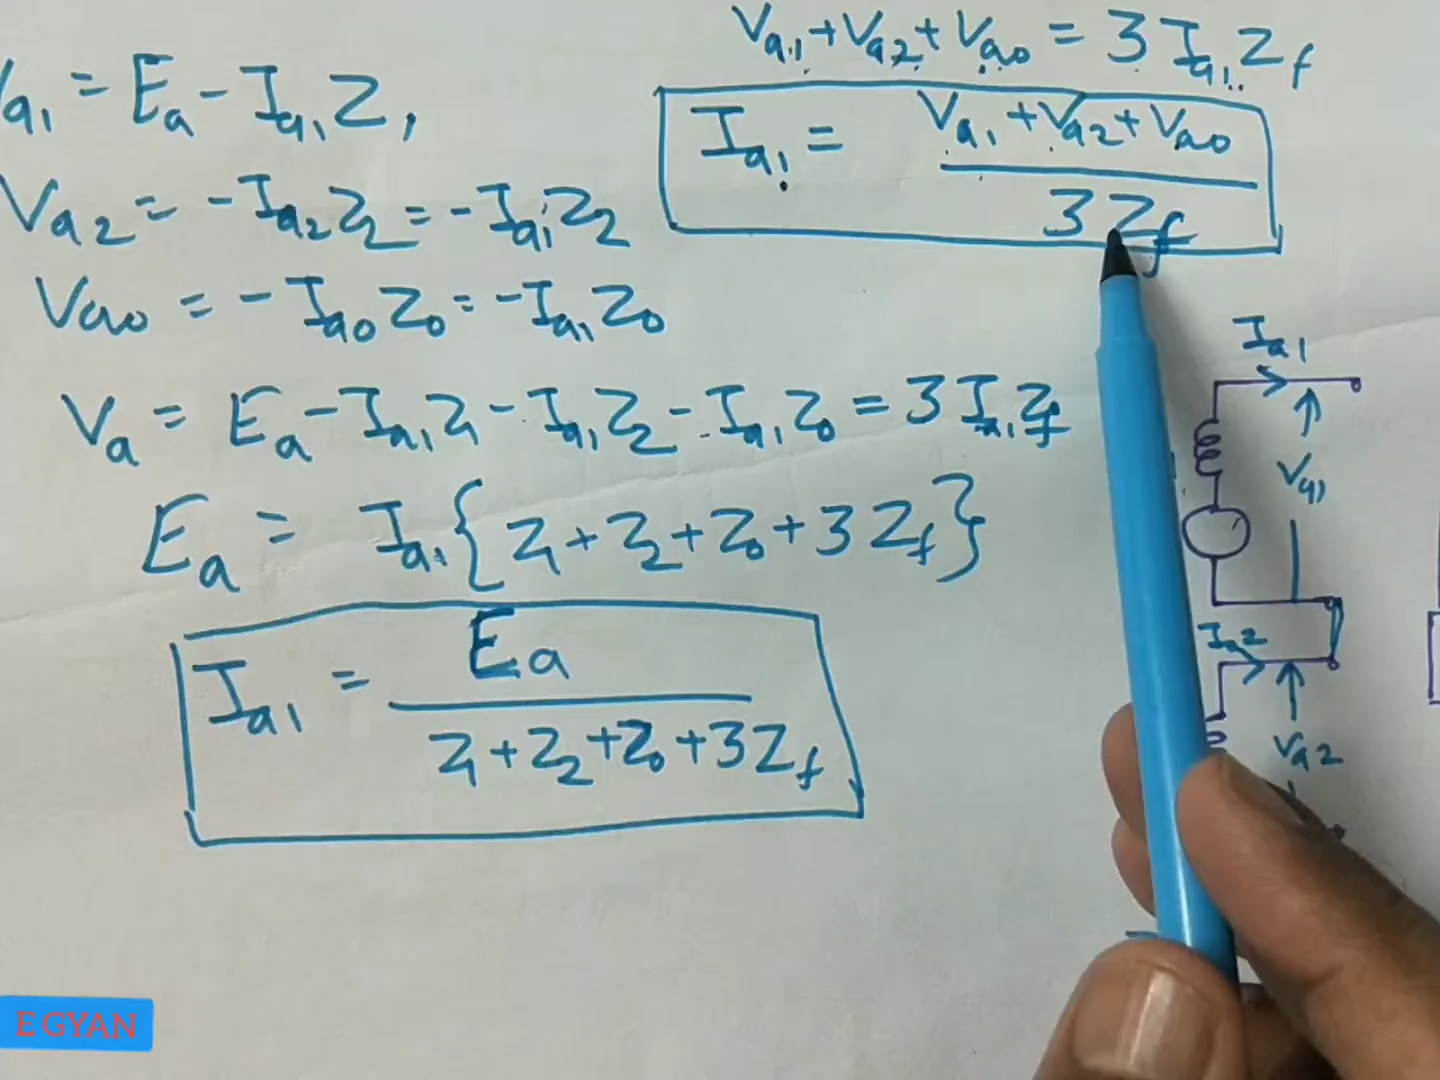 Va1 + Va2 + Va0 = 3 Ia1 Zf
Ia1 = (Va1 + Va2 + Va0) / 3Zf
Va1 = Ea - Ia1 Z1
Va2 = -Ia2 Z2 = -Ia1 Z2
Va0 = -Ia0 Z0 = -Ia1 Z0
Va = Ea - Ia1 Z1 - Ia1 Z2 - Ia1 Z0 = 3 Ia1 Zf
Ea = Ia1 { Z1 + Z2 + Z0 + 3Zf }
Ia1 = Ea / Z1 + Z2 + Z0 + 3Zf
Ia1
Va1
Ia2
Va2
E GYAN